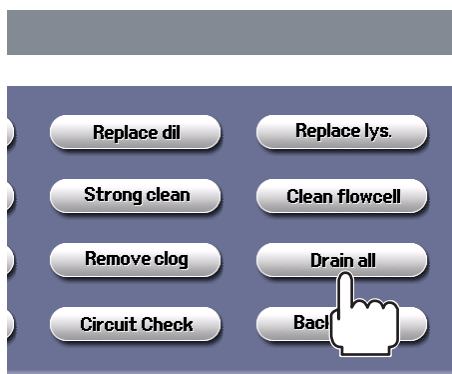 Replace dil
Replace lys.
Strong clean
Clean flowcell
Remove clog
Drain all
Circuit Check